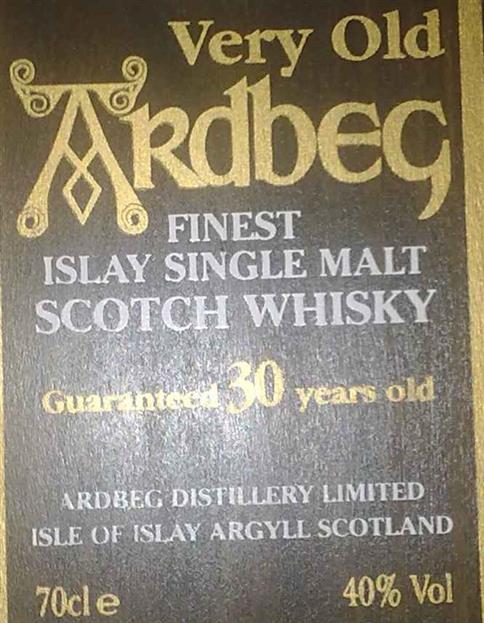 Very Old
ARdbeg
FINEST
ISLAY SINGLE MALT
SCOTCH WHISKY
Guaranteed 30 years old
ARDBEG DISTILLERY LIMITED
ISLE OF ISLAY ARGYLL SCOTLAND
70cl e
40% Vol